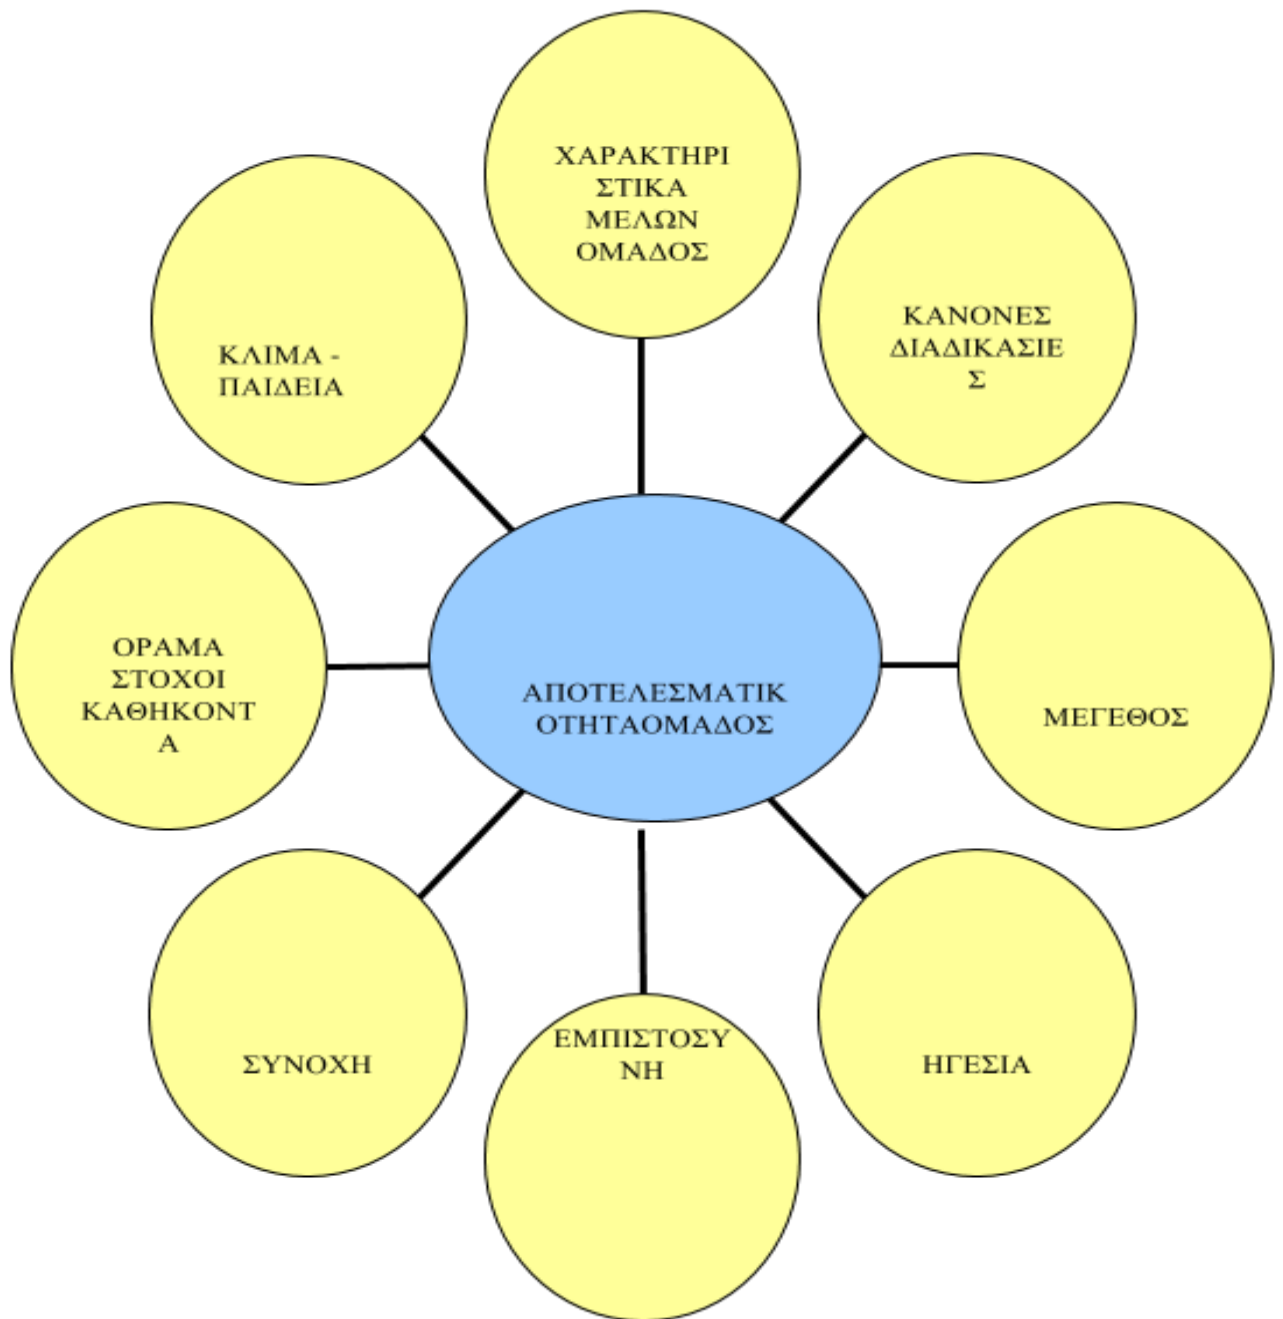 ΧΑΡΑΚΤΗΡΙ
ΣΤΙΚΑ
ΜΕΛΩΝ
ΟΜΑΔΟΣ
ΚΛΙΜΑ -
ΠΑΙΔΕΙΑ
ΚΑΝΟΝΕΣ
ΔΙΑΔΙΚΑΣΙΕ
Σ
ΟΡΑΜΑ
ΣΤΟΧΟΙ
ΚΑΘΗΚΟΝΤ
Α
ΑΠΟΤΕΛΕΣΜΑΤΙΚ
ΟΤΗΤΑΟΜΑΔΟΣ
ΜΕΓΕΘΟΣ
ΣΥΝΟΧΗ
ΕΜΠΙΣΤΟΣΥ
ΝΗ
ΗΓΕΣΙΑ